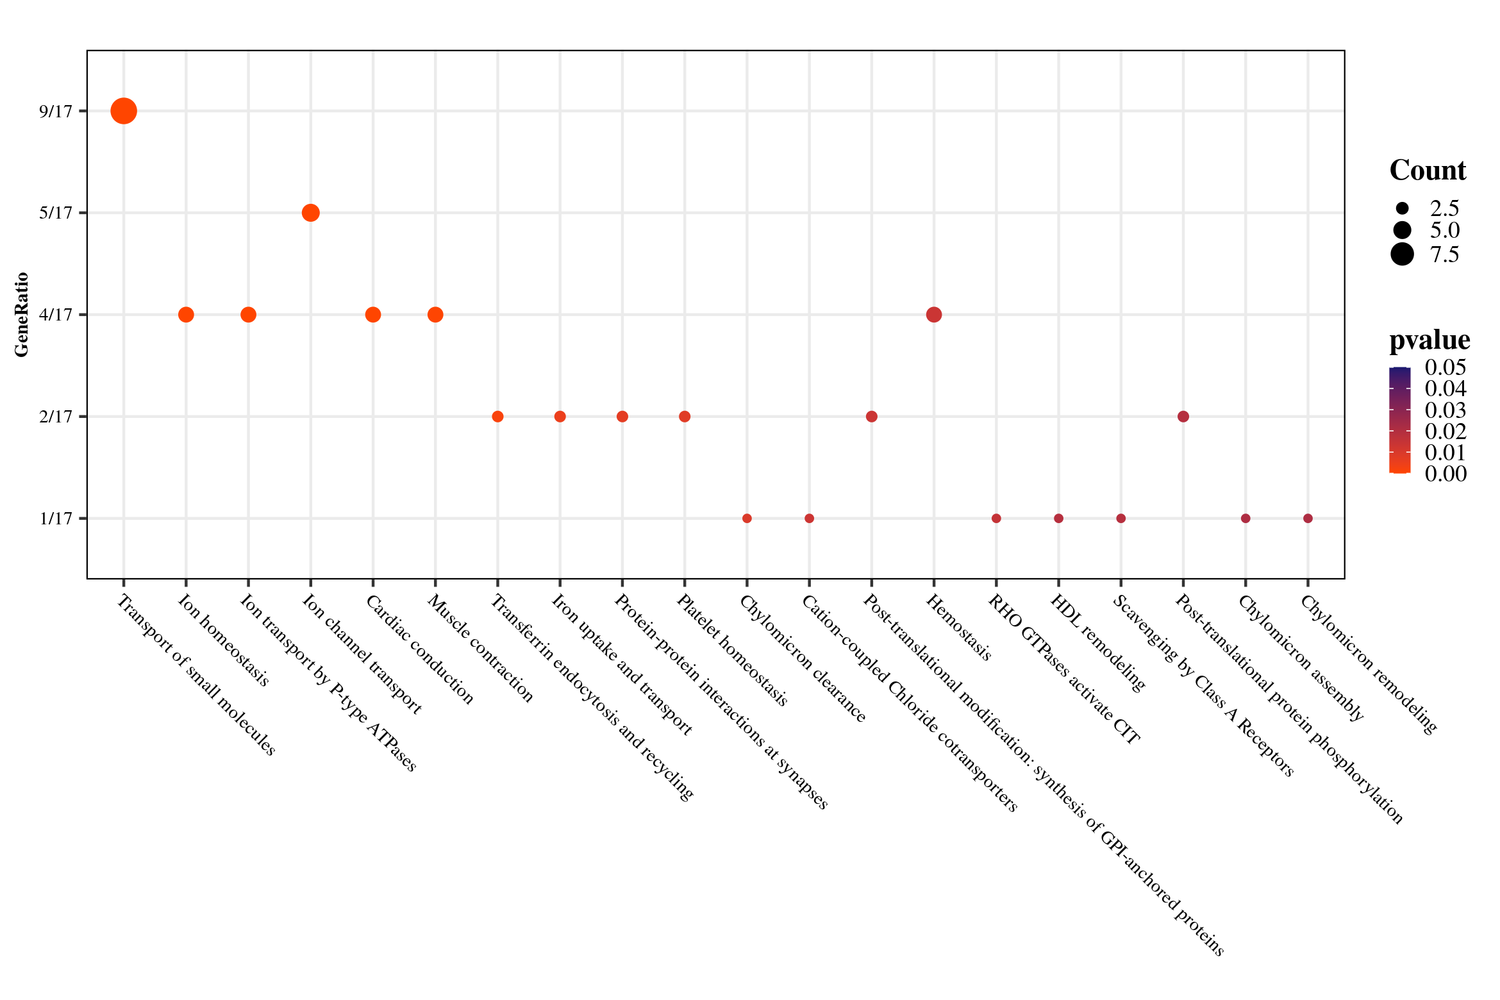 GeneRatio
9/17
5/17
4/17
2/17
1/17
Transport of small molecules
Ion homeostasis
Ion transport by P-type ATPases
Ion channel transport
Cardiac conduction
Muscle contraction
Transferrin endocytosis and recycling
Iron uptake and transport
Protein-protein interactions at synapses
Platelet homeostasis
Chylomicron clearance
Cation-coupled Chloride cotransporters
Post-translational modification: synthesis of GPI-anchored proteins
Hemostasis
RHO GTPases activate CIT
HDL remodeling
Scavenging by Class A Receptors
Post-translational protein phosphorylation
Chylomicron assembly
Chylomicron remodeling
Count
2.5
5.0
7.5
pvalue
0.05
0.04
0.03
0.02
0.01
0.00